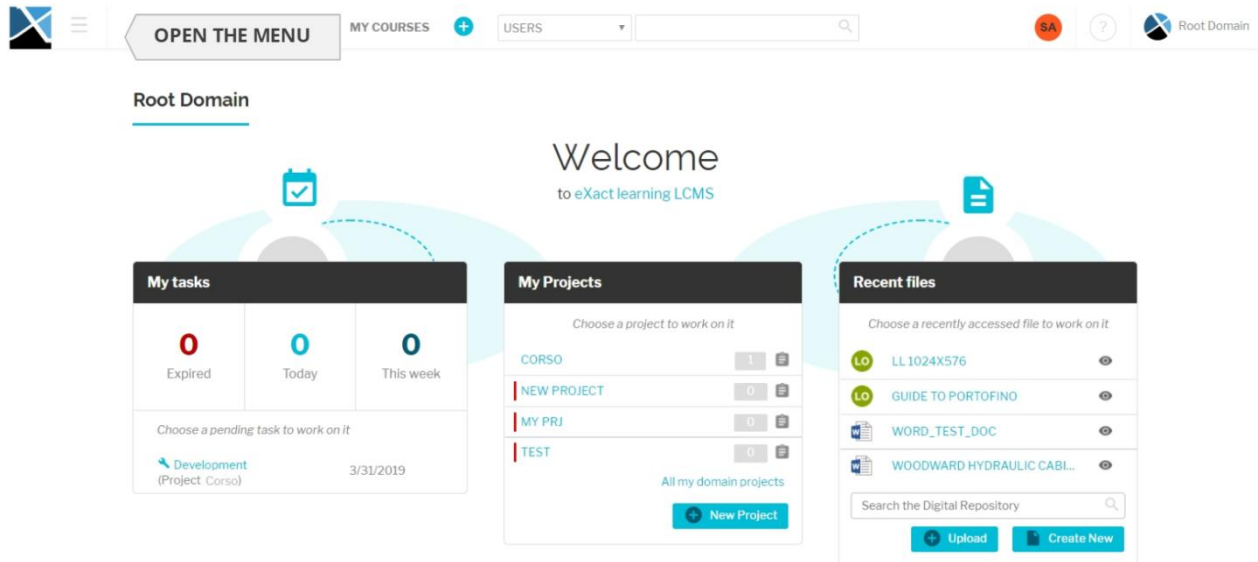 OPEN THE MENU
MY COURSES
USERS
SA
?
Root Domain
Root Domain
Welcome
to eXact learning LCMS
My tasks
0
0
0
Expired
Today
This week
Choose a pending task to work on it
Development
3/31/2019
(Project Corso)
My Projects
Choose a project to work on it
CORSO
1
NEW PROJECT
0
MY PRJ
0
TEST
0
All my domain projects
New Project
Recent files
Choose a recently accessed file to work on it
LO
LL 1024X576
LO
GUIDE TO PORTOFINO
WORD_TEST_DOC
WOODWARD HYDRAULIC CABI...
Search the Digital Repository
Upload
Create New